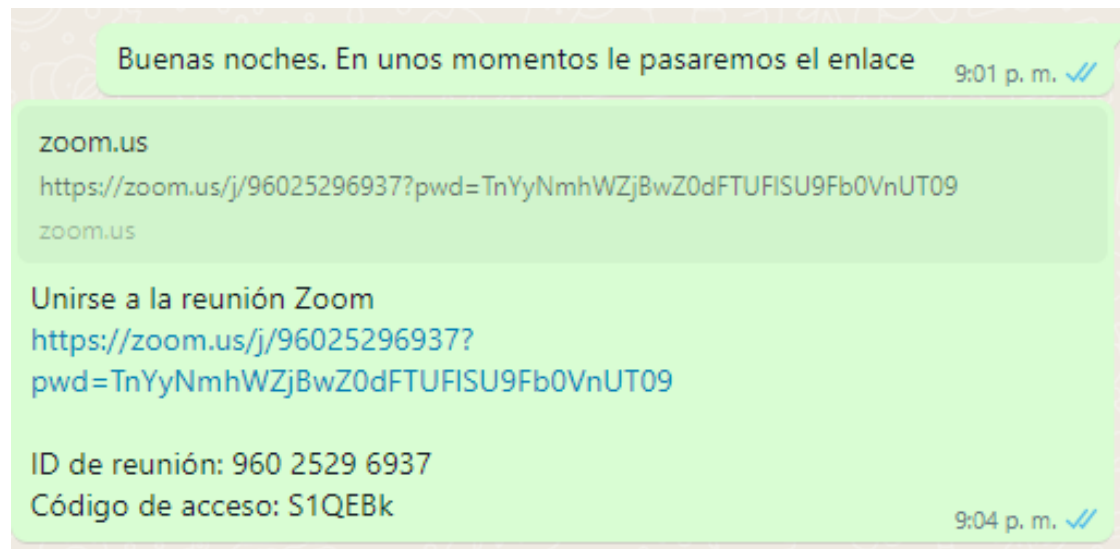 Buenas noches. En unos momentos le pasaremos el enlace
9:01 p. m.
zoom.us
https://zoom.us/j/96025296937?pwd=TnYyNmhWZjBwZ0dFTUFlSU9Fb0VnUT09
zoom.us
Unirse a la reunión Zoom
https://zoom.us/j/96025296937?
pwd=TnYyNmhWZjBwZ0dFTUFlSU9Fb0VnUT09
ID de reunión: 960 2529 6937
Código de acceso: S1QEBk
9:04 p. m.